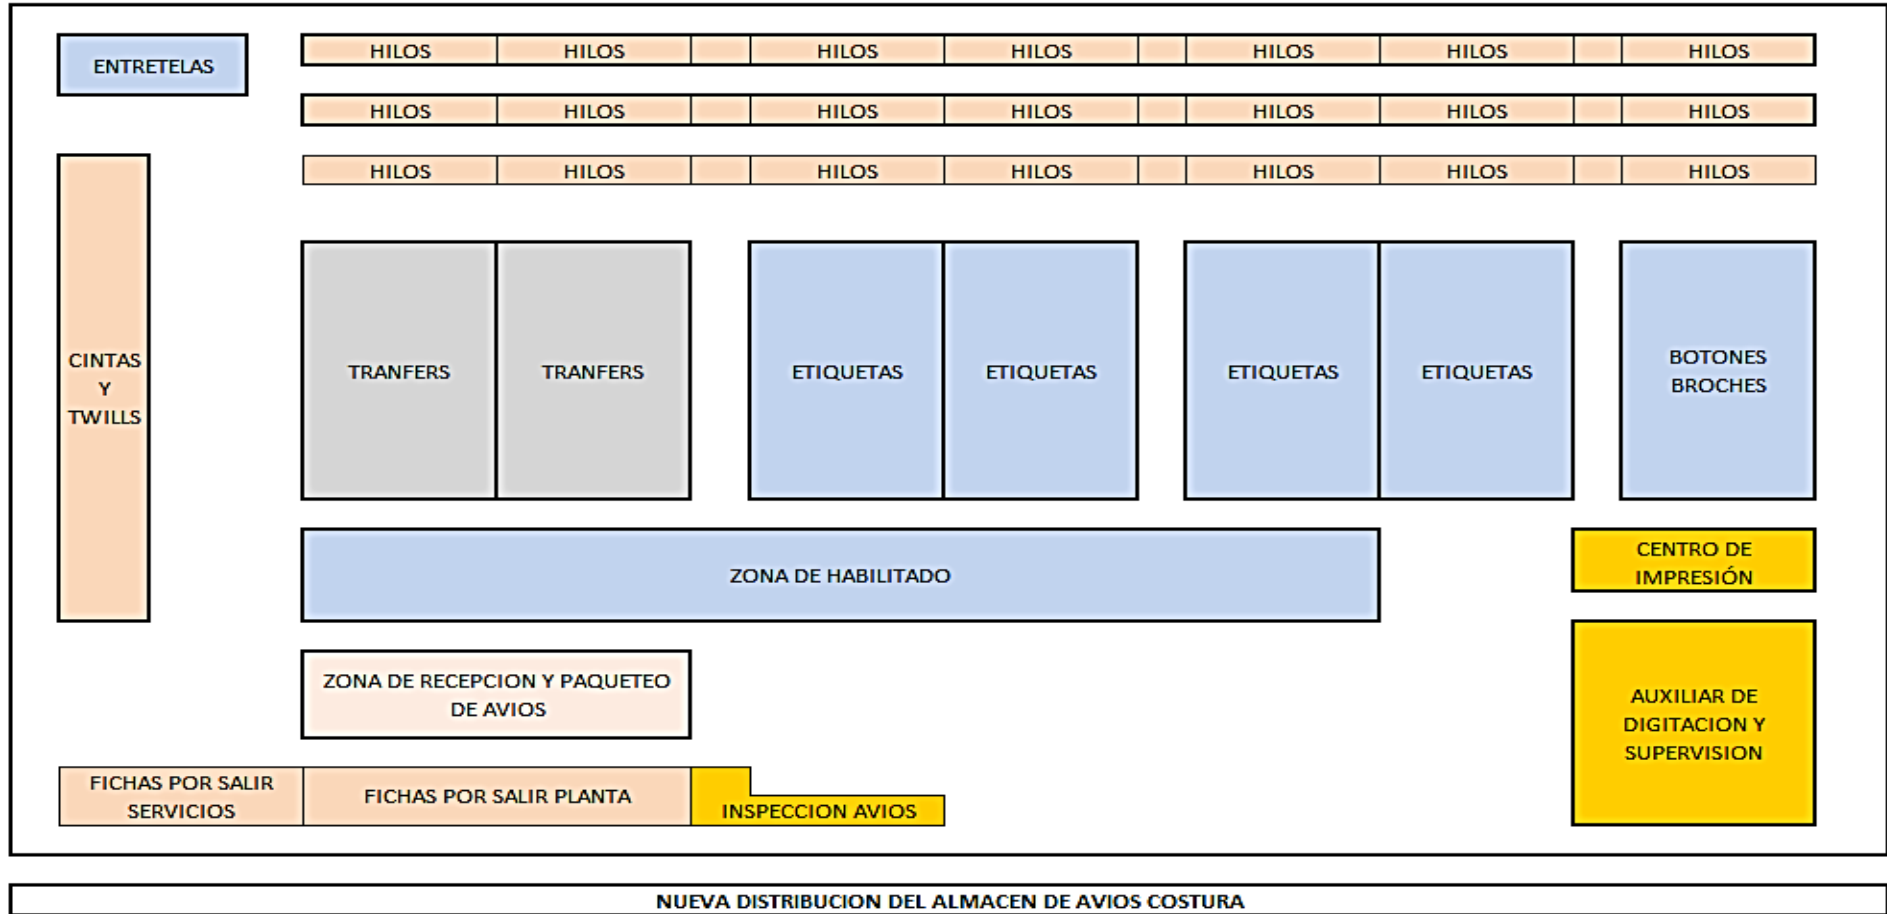 ENTRETELAS
HILOS HILOS HILOS HILOS HILOS HILOS HILOS
HILOS HILOS HILOS HILOS HILOS HILOS HILOS
HILOS HILOS HILOS HILOS HILOS HILOS HILOS
CINTAS
Y
TWILLS
TRANFERS TRANFERS ETIQUETAS ETIQUETAS ETIQUETAS ETIQUETAS
BOTONES
BROCHES
ZONA DE HABILITADO
CENTRO DE
IMPRESIÓN
ZONA DE RECEPCION Y PAQUETEO
DE AVIOS
AUXILIAR DE
DIGITACION Y
SUPERVISION
FICHAS POR SALIR
SERVICIOS
FICHAS POR SALIR PLANTA
INSPECCION AVIOS
NUEVA DISTRIBUCION DEL ALMACEN DE AVIOS COSTURA